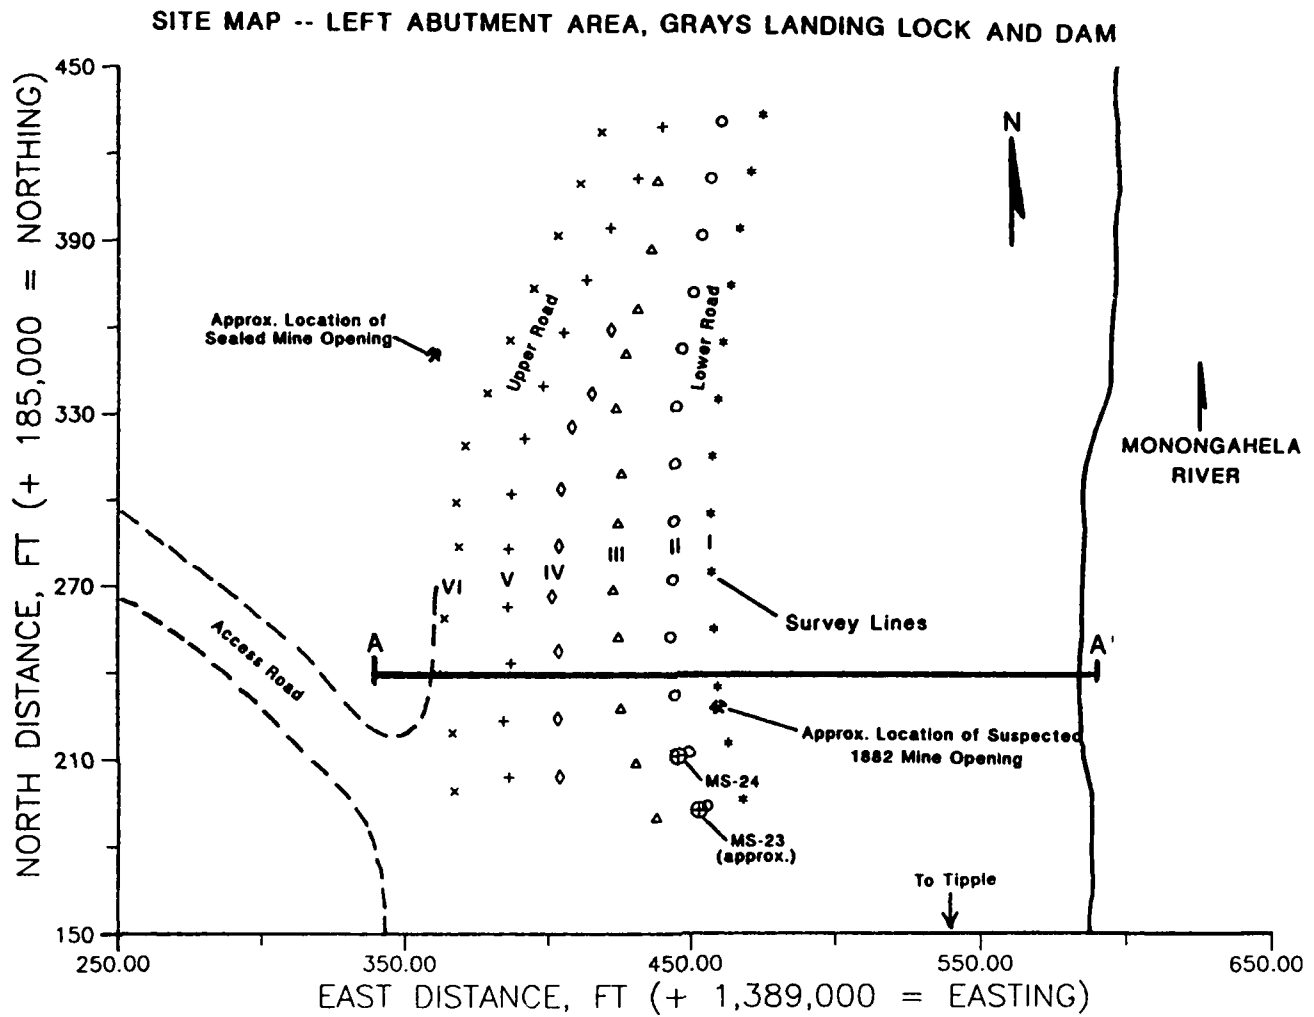 SITE MAP -- LEFT ABUTMENT AREA, GRAYS LANDING LOCK AND DAM
NORTH DISTANCE, FT (+ 185,000 = NORTHING)
450
390
330
270
210
150
N
Approx. Location of
Sealed Mine Opening
Upper Road
Lower Road
MONONGAHELA
RIVER
VI
V
IV
III
II
I
Survey Lines
Access Road
A
A'
Approx. Location of Suspected
1882 Mine Opening
MS-24
MS-23
(approx.)
To Tipple
250.00
350.00
450.00
550.00
650.00
EAST DISTANCE, FT (+ 1,389,000 = EASTING)